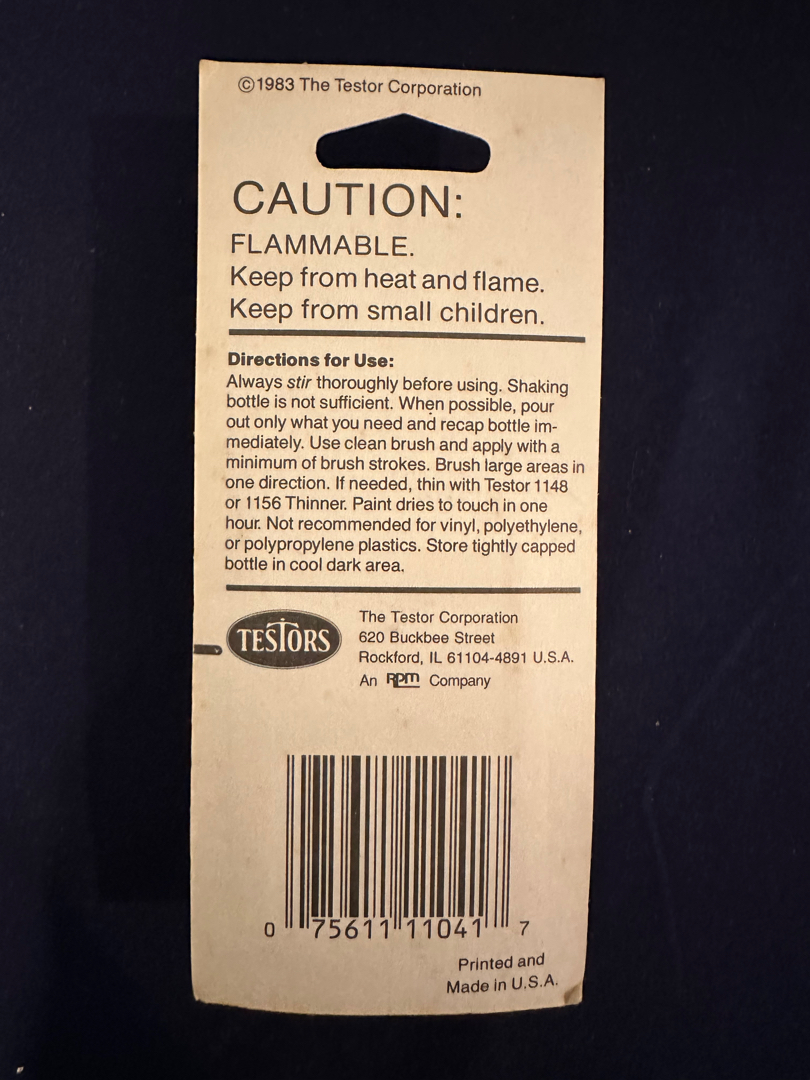 ©1983 The Testor Corporation
CAUTION:
FLAMMABLE.
Keep from heat and flame.
Keep from small children.
Directions for Use:
Always stir thoroughly before using. Shaking
bottle is not sufficient. When possible, pour
out only what you need and recap bottle im-
mediately. Use clean brush and apply with a
minimum of brush strokes. Brush large areas in
one direction. If needed, thin with Testor 1148
or 1156 Thinner. Paint dries to touch in one
hour. Not recommended for vinyl, polyethylene,
or polypropylene plastics. Store tightly capped
bottle in cool dark area.
TESTORS
The Testor Corporation
620 Buckbee Street
Rockford, IL 61104-4891 U.S.A.
An RPM Company
0 75611 11041 7
Printed and
Made in U.S.A.